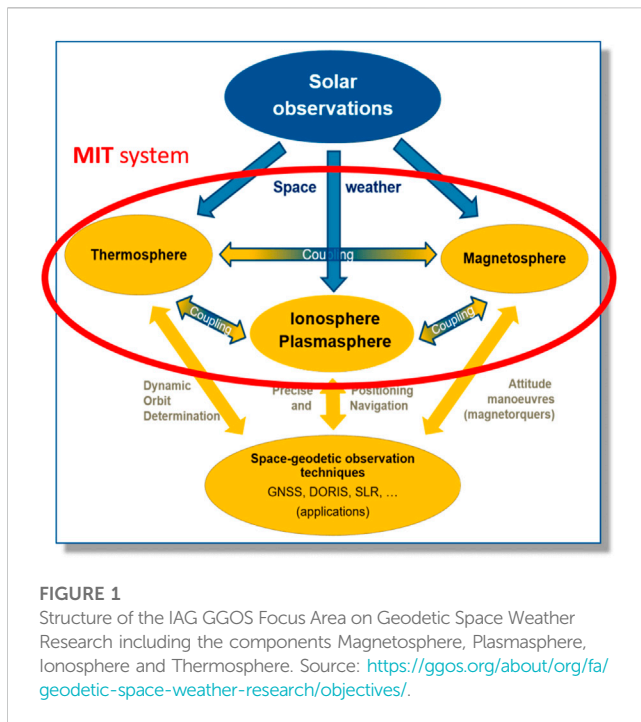 Solar
observations
MIT system
Space weather
Thermosphere
Coupling
Magnetosphere
Coupling
Ionosphere
Plasmasphere
Coupling
Dynamic
Orbit
Determination
Precise Positioning
and Navigation
Attitude
manoeuvres
(magnetorquers)
Space-geodetic observation
techniques
GNSS, DORIS, SLR, ...
(applications)
FIGURE 1
Structure of the IAG GGOS Focus Area on Geodetic Space Weather
Research including the components Magnetosphere, Plasmasphere,
Ionosphere and Thermosphere. Source: https://ggos.org/about/org/fa/
geodetic-space-weather-research/objectives/.